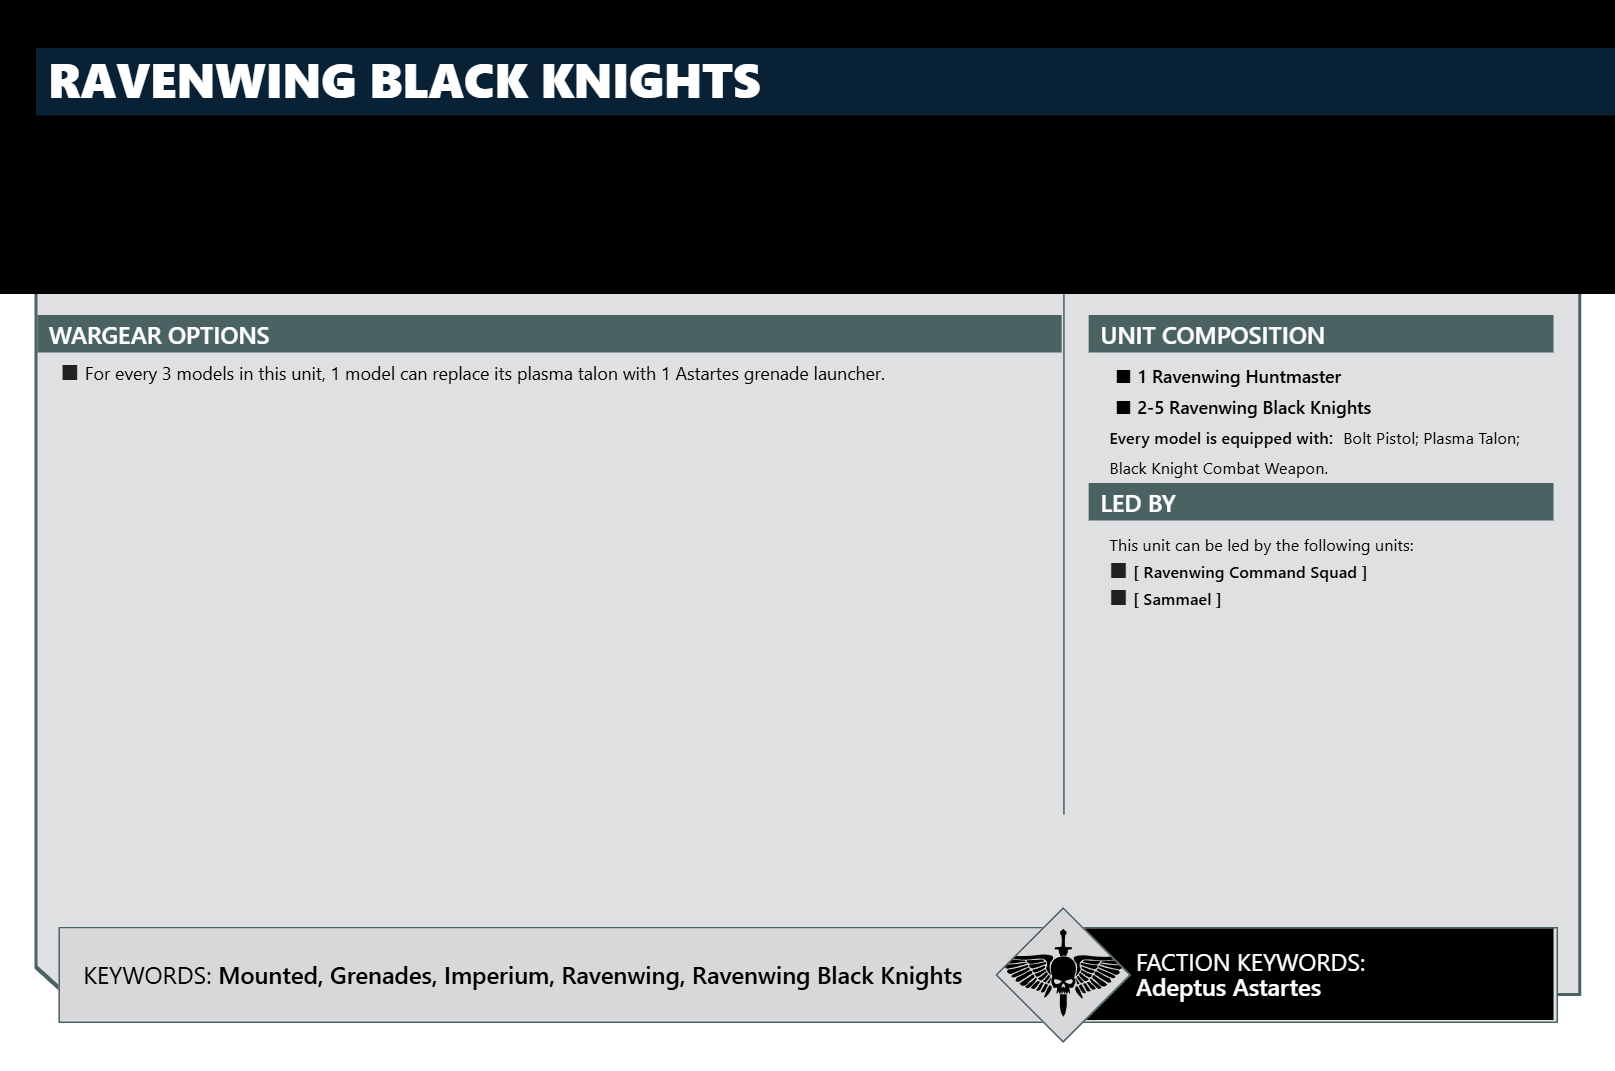 RAVENWING BLACK KNIGHTS
WARGEAR OPTIONS
■ For every 3 models in this unit, 1 model can replace its plasma talon with 1 Astartes grenade launcher.
UNIT COMPOSITION
■ 1 Ravenwing Huntmaster
■ 2-5 Ravenwing Black Knights
Every model is equipped with: Bolt Pistol; Plasma Talon;
Black Knight Combat Weapon.
LED BY
This unit can be led by the following units:
■ [ Ravenwing Command Squad ]
■ [ Sammael ]
KEYWORDS: Mounted, Grenades, Imperium, Ravenwing, Ravenwing Black Knights
FACTION KEYWORDS:
Adeptus Astartes